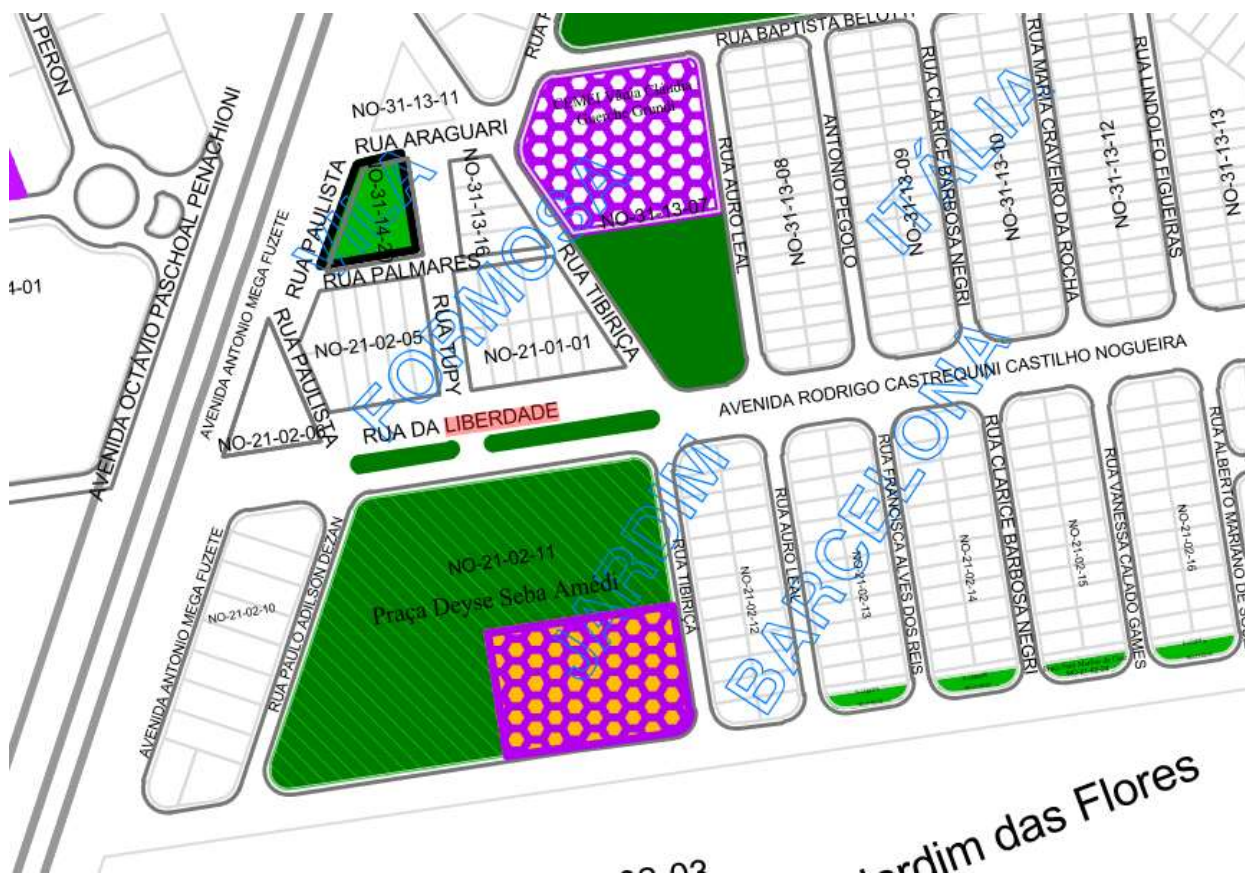 O PERON
RUA BAPTISTA BELOTTI
AVENIDA OCTÁVIO PASCHOAL PENACHIONI
NO-31-13-11
RUA ARAGUARI
RUA PAULISTA
NO-31-13-16
NO-31-13-07
RUA AURO LEAL
NO-31-13-08
ANTONIO PEGOLO
NO-31-13-09
RUA CLARICE BARBOSA NEGRI
NO-31-13-10
RUA MARIA CRAVEIRO DA ROCHA
NO-31-13-12
RUA LINDOLFO FIGUEIRAS
NO-31-13-13
VILA
FORMOSA
ITÁLIA
RUA PALMARES
RUA TIBIRIÇA
4-01
AVENIDA ANTONIO MEGA FUZETE
RUA PAULISTA
NO-21-02-05
RUA TUPY
NO-21-01-01
NO-21-02-06
RUA DA LIBERDADE
AVENIDA RODRIGO CASTREQUINI CASTILHO NOGUEIRA
JARDIM
BARCELONA
AVENIDA ANTONIO MEGA FUZETE
NO-21-02-10
RUA PAULO ADILSON DEZAN
NO-21-02-11
Praça Deyse Seba Amédi
RUA TIBIRIÇA
NO-21-02-12
RUA AURO LEAL
NO-21-02-13
RUA FRANCISCA ALVES DOS REIS
NO-21-02-14
RUA CLARICE BARBOSA NEGRI
NO-21-02-15
RUA VANESSA CALADO GAMES
NO-21-02-16
RUA ALBERTO MARIANO DE
Jardim das Flores